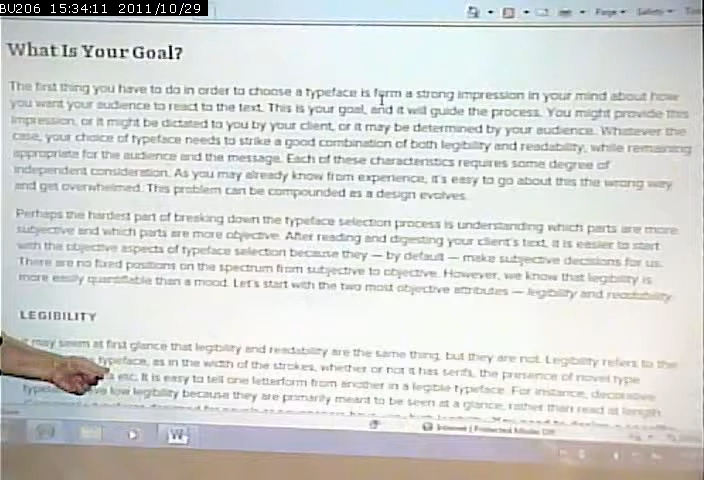 BU206 15:34:11 2011/10/29
Page
Safety
What Is Your Goal?
The first thing you have to do in order to choose a typeface is form a strong impression in your mind about how
you want your audience to react to the text. This is your goal, and it will guide the process. You might provide this
impression, or it might be dictated to you by your client, or it may be determined by your audience. Whatever the
case, your choice of typeface needs to strike a good combination of both legibility and readability, while remaining
appropriate for the audience and the message. Each of these characteristics requires some degree of
independent consideration. As you may already know from experience, it's easy to go about this the wrong way
and get overwhelmed. This problem can be compounded as a design evolves.
Perhaps the hardest part of breaking down the typeface selection process is understanding which parts are more
subjective and which parts are more objective. After reading and digesting your client's text, it is easier to start
with the objective aspects of typeface selection because they — by default — make subjective decisions for us.
There are no fixed positions on the spectrum from subjective to objective. However, we know that legibility is
more easily quantifiable than a mood. Let's start with the two most objective attributes — legibility and readability.
LEGIBILITY
may seem at first glance that legibility and readability are the same thing, but they are not. Legibility refers to the
typeface, as in the width of the strokes, whether or not it has serifs, the presence of novel type
etc. It is easy to tell one letterform from another in a legible typeface. For instance, decorative
low legibility because they are primarily meant to be seen at a glance, rather than read at length
Internet | Protected Mode: Off